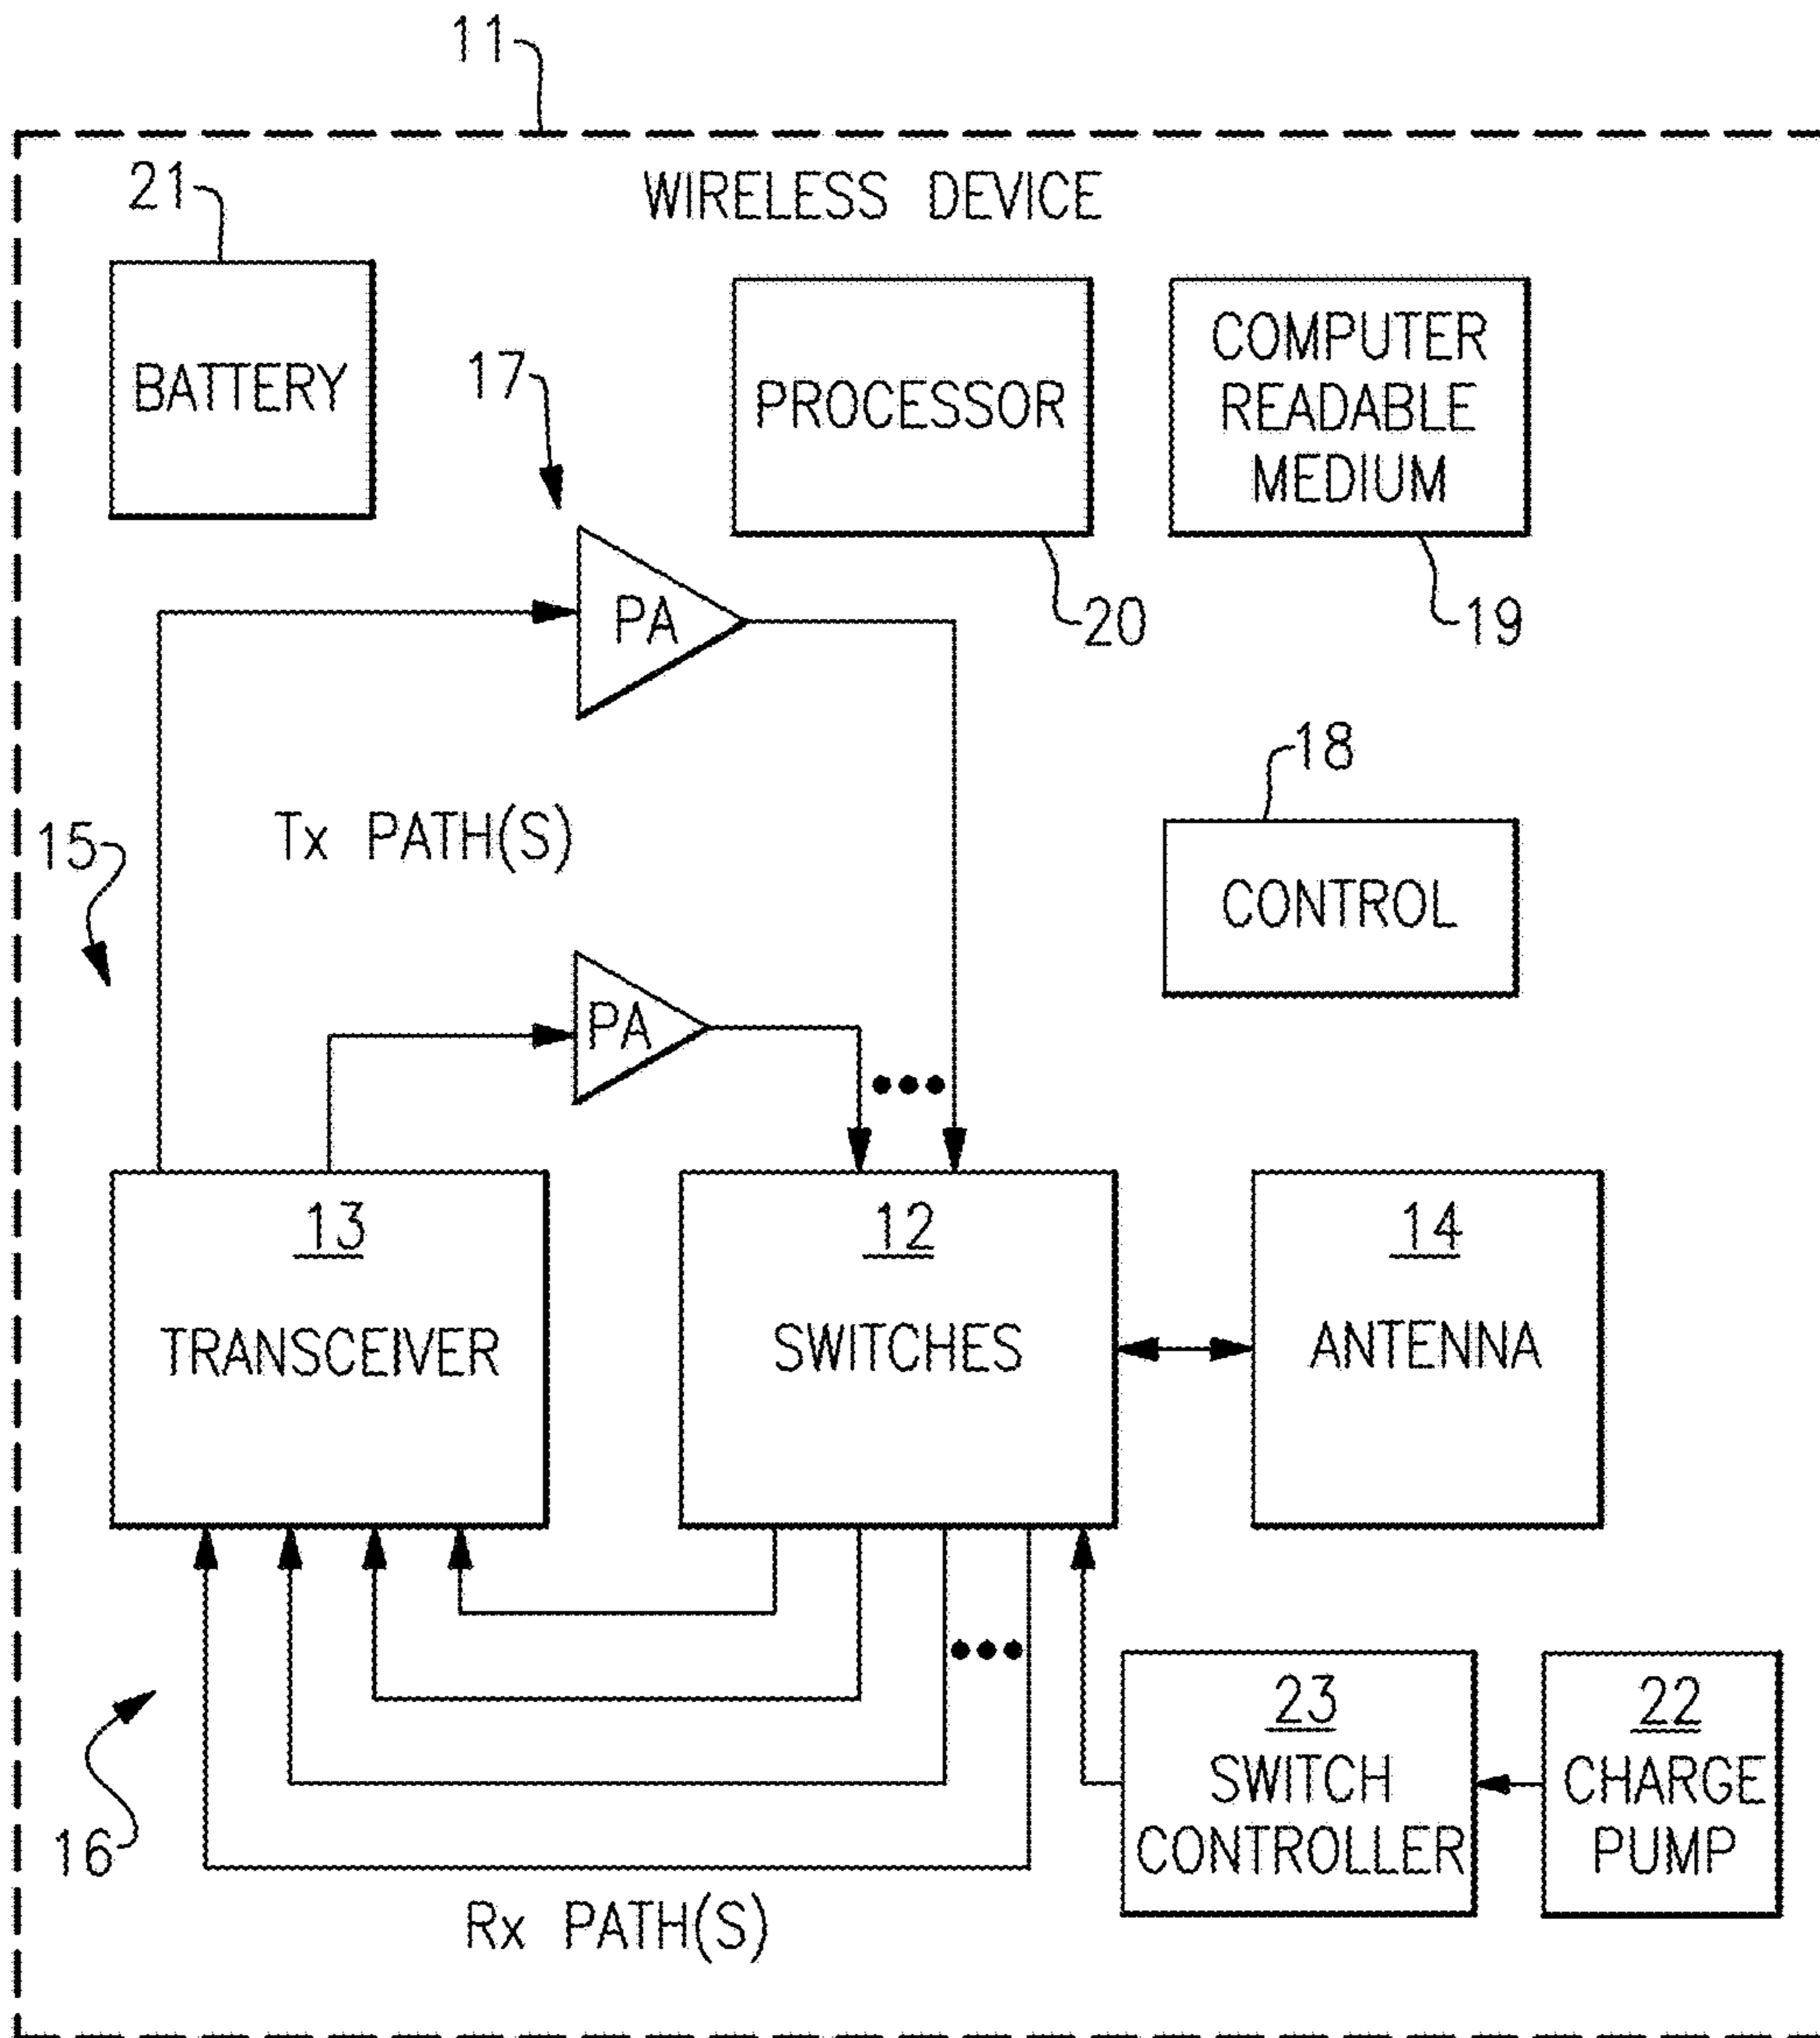 11
21
WIRELESS DEVICE
BATTERY
17
PROCESSOR
COMPUTER
READABLE
MEDIUM
PA
20
19
18
15
Tx PATH(S)
CONTROL
PA
13
TRANSCEIVER
12
SWITCHES
14
ANTENNA
16
23
SWITCH
CONTROLLER
22
CHARGE
PUMP
Rx PATH(S)